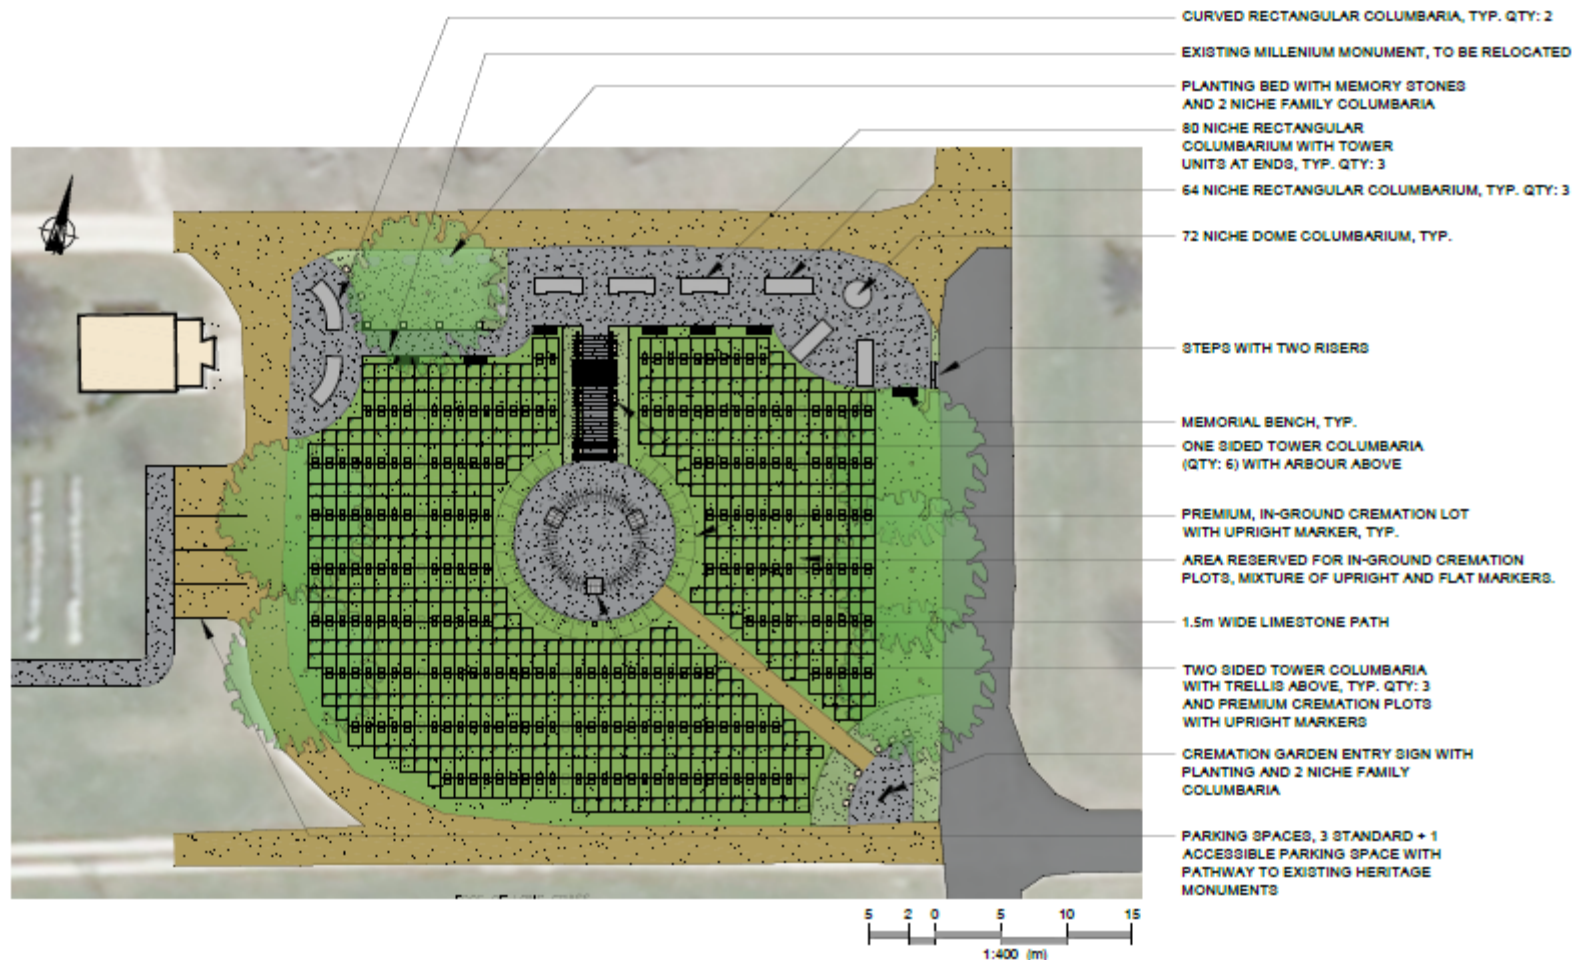 CURVED RECTANGULAR COLUMBARIA, TYP. QTY: 2
EXISTING MILLENIUM MONUMENT, TO BE RELOCATED
PLANTING BED WITH MEMORY STONES
AND 2 NICHE FAMILY COLUMBARIA
80 NICHE RECTANGULAR
COLUMBARIUM WITH TOWER
UNITS AT ENDS, TYP. QTY: 3
64 NICHE RECTANGULAR COLUMBARIUM, TYP. QTY: 3
72 NICHE DOME COLUMBARIUM, TYP.
STEPS WITH TWO RISERS
MEMORIAL BENCH, TYP.
ONE SIDED TOWER COLUMBARIA
(QTY: 6) WITH ARBOUR ABOVE
PREMIUM, IN-GROUND CREMATION LOT
WITH UPRIGHT MARKER, TYP.
AREA RESERVED FOR IN-GROUND CREMATION
PLOTS, MIXTURE OF UPRIGHT AND FLAT MARKERS.
1.5m WIDE LIMESTONE PATH
TWO SIDED TOWER COLUMBARIA
WITH TRELLIS ABOVE, TYP. QTY: 3
AND PREMIUM CREMATION PLOTS
WITH UPRIGHT MARKERS
CREMATION GARDEN ENTRY SIGN WITH
PLANTING AND 2 NICHE FAMILY
COLUMBARIA
PARKING SPACES, 3 STANDARD + 1
ACCESSIBLE PARKING SPACE WITH
PATHWAY TO EXISTING HERITAGE
MONUMENTS
5 2 0 5 10 15
1:400 (m)